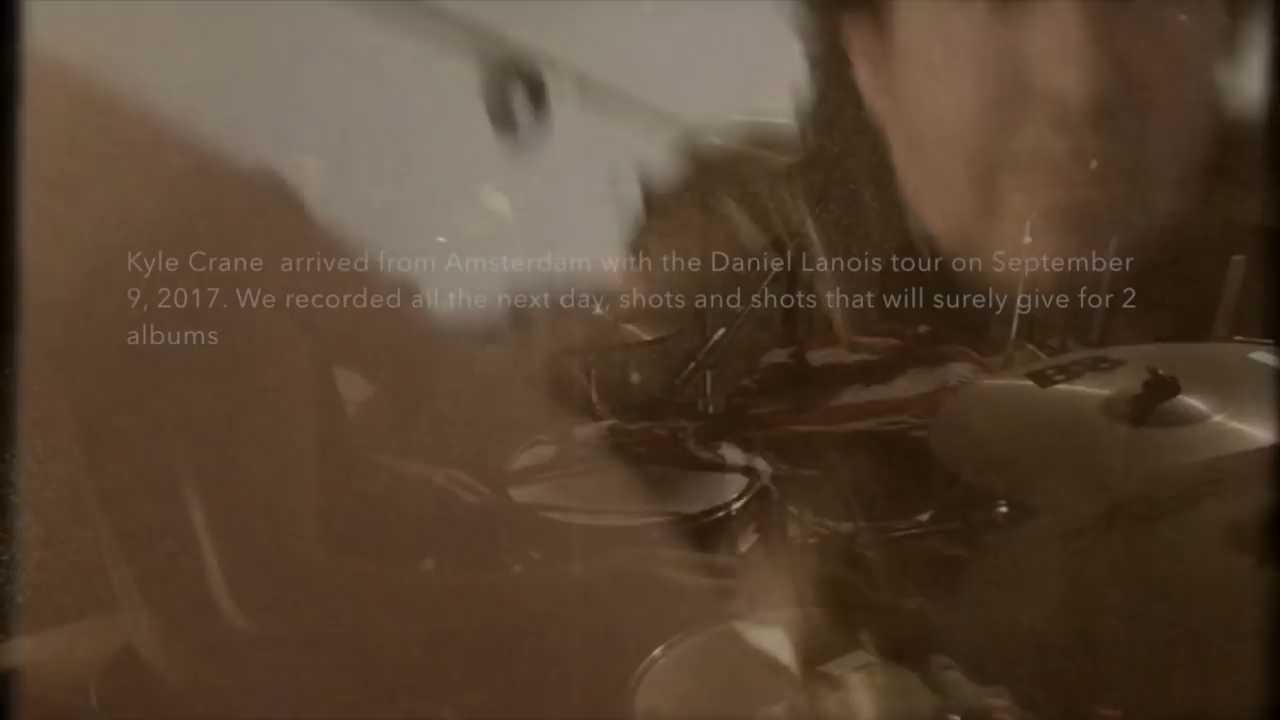 Kyle Crane  arrived from Amsterdam with the Daniel Lanois tour on September
9, 2017. We recorded all the next day, shots and shots that will surely give for 2
albums